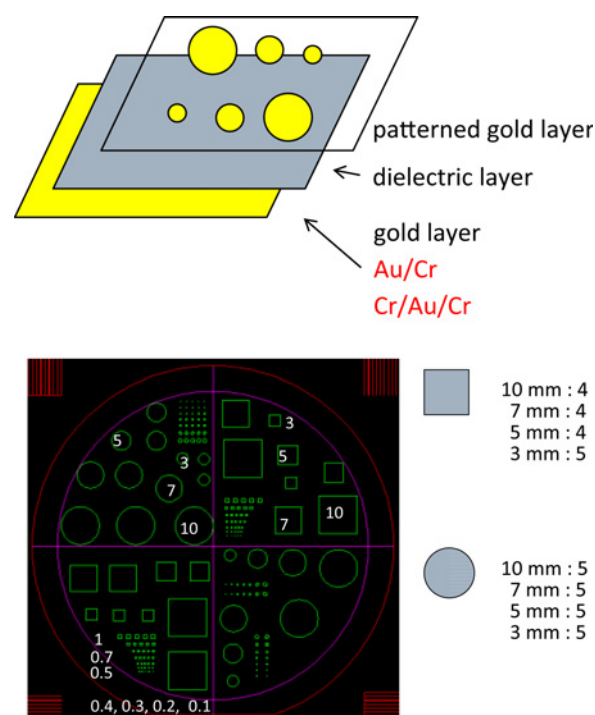 patterned gold layer
dielectric layer
gold layer
Au/Cr
Cr/Au/Cr
3
5
5
3
7
10
7
10
1
0.7
0.5
0.4, 0.3, 0.2, 0.1
10 mm : 4
7 mm : 4
5 mm : 4
3 mm : 5
10 mm : 5
7 mm : 5
5 mm : 5
3 mm : 5